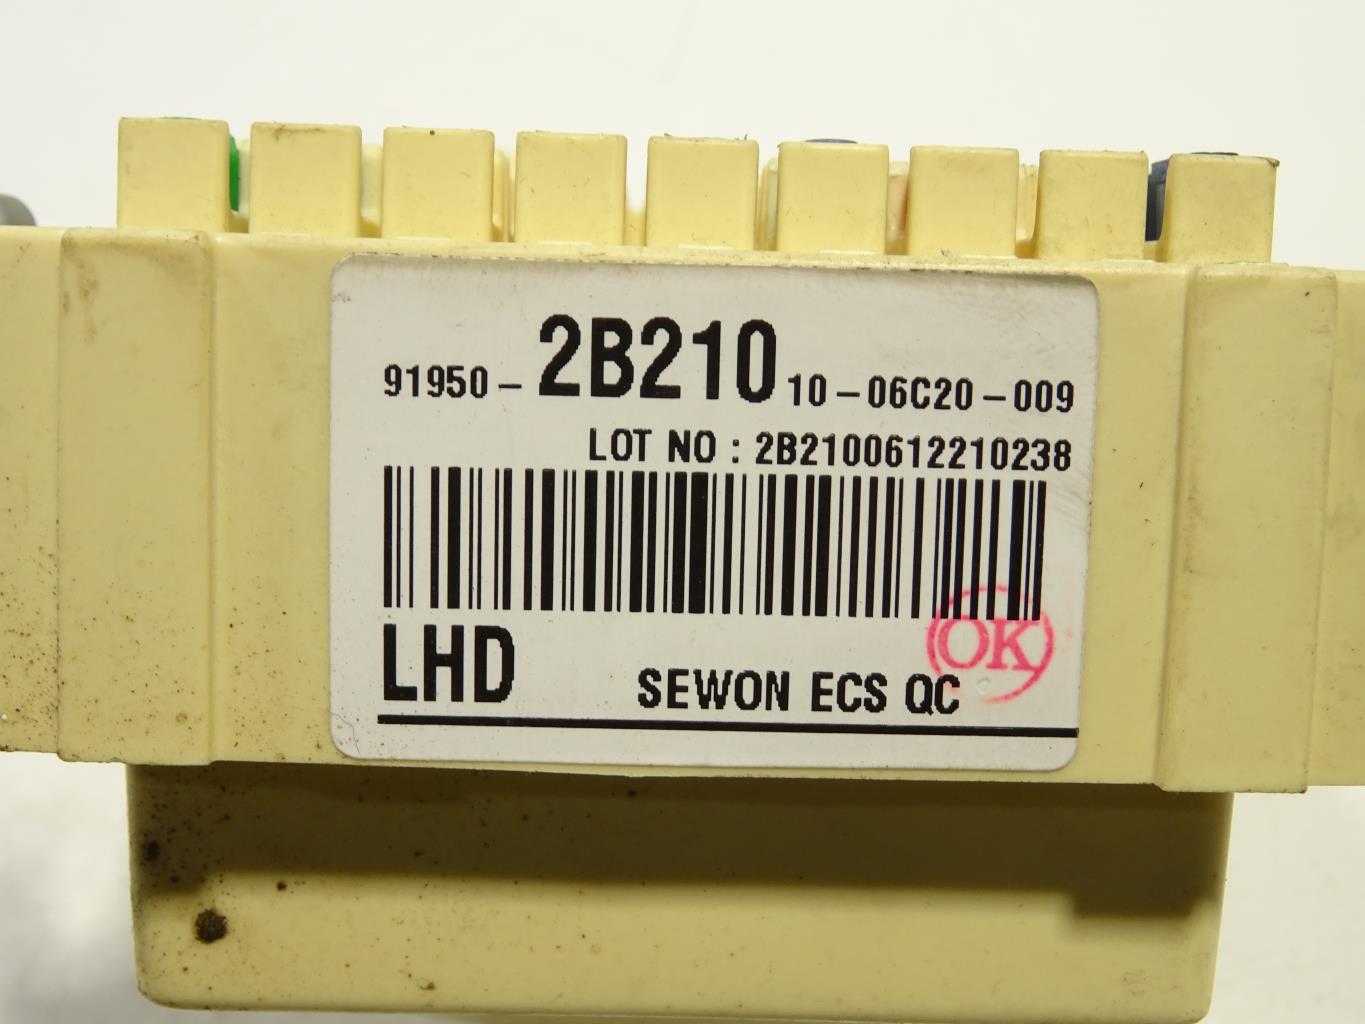 91950-2B210 10-06C20-009
LOT NO : 2B2100612210238
OK
LHD SEWON ECS QC